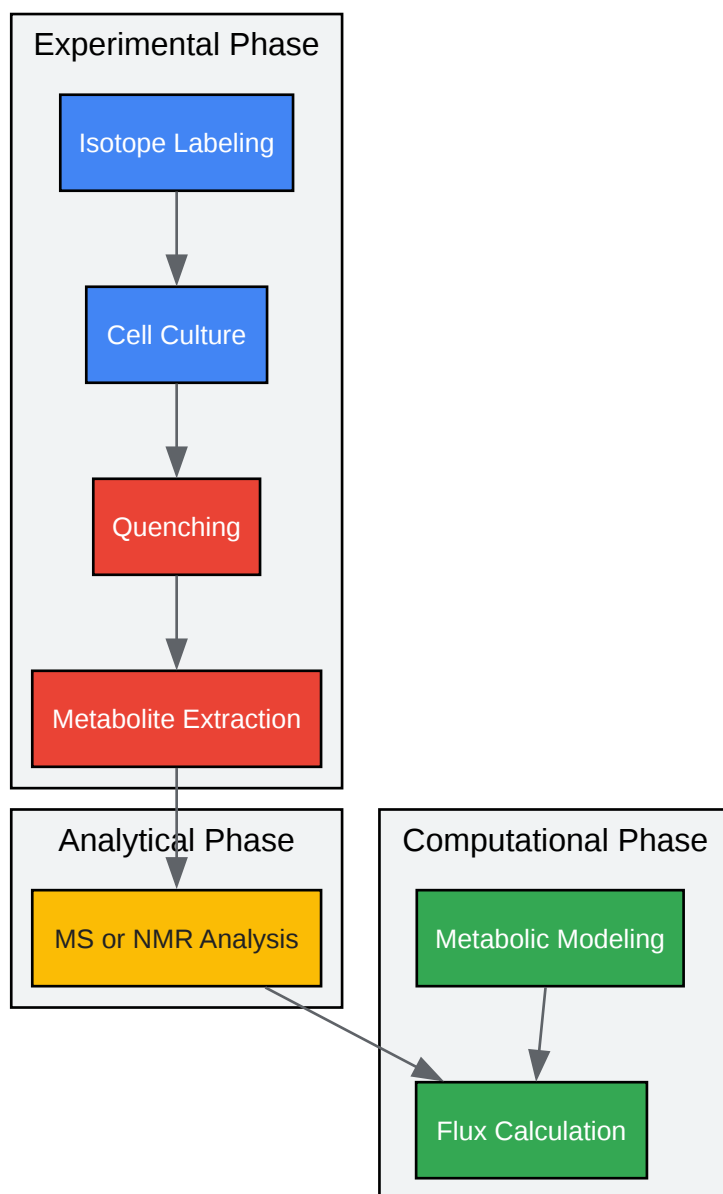 Experimental Phase
Isotope Labeling
Cell Culture
Quenching
Metabolite Extraction
Analytical Phase
MS or NMR Analysis
Computational Phase
Metabolic Modeling
Flux Calculation